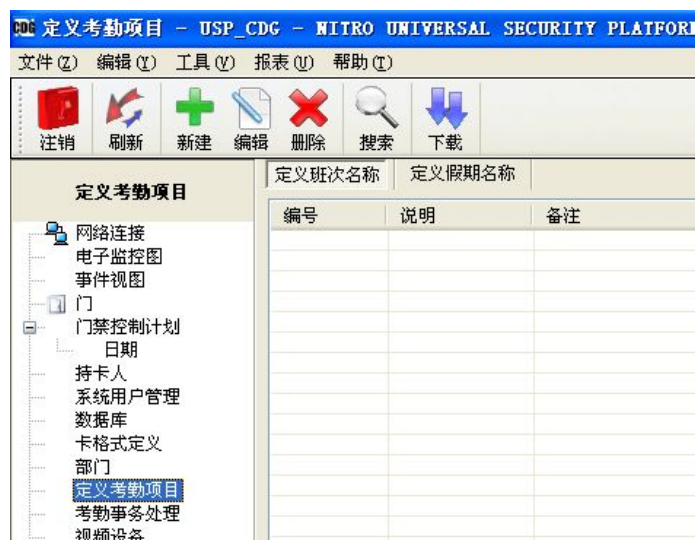 CDG 定义考勤项目 - USP_CDG - NITRO UNIVERSAL SECURITY PLATFORM
文件(Z) 编辑(Y) 工具(V) 报表(U) 帮助(I)
注销 刷新 新建 编辑 删除 搜索 下载
定义考勤项目
定义班次名称 定义假期名称
编号 说明 备注
网络连接
电子监控图
事件视图
门
门禁控制计划
日期
持卡人
系统用户管理
数据库
卡格式定义
部门
定义考勤项目
考勤事务处理
视频设备